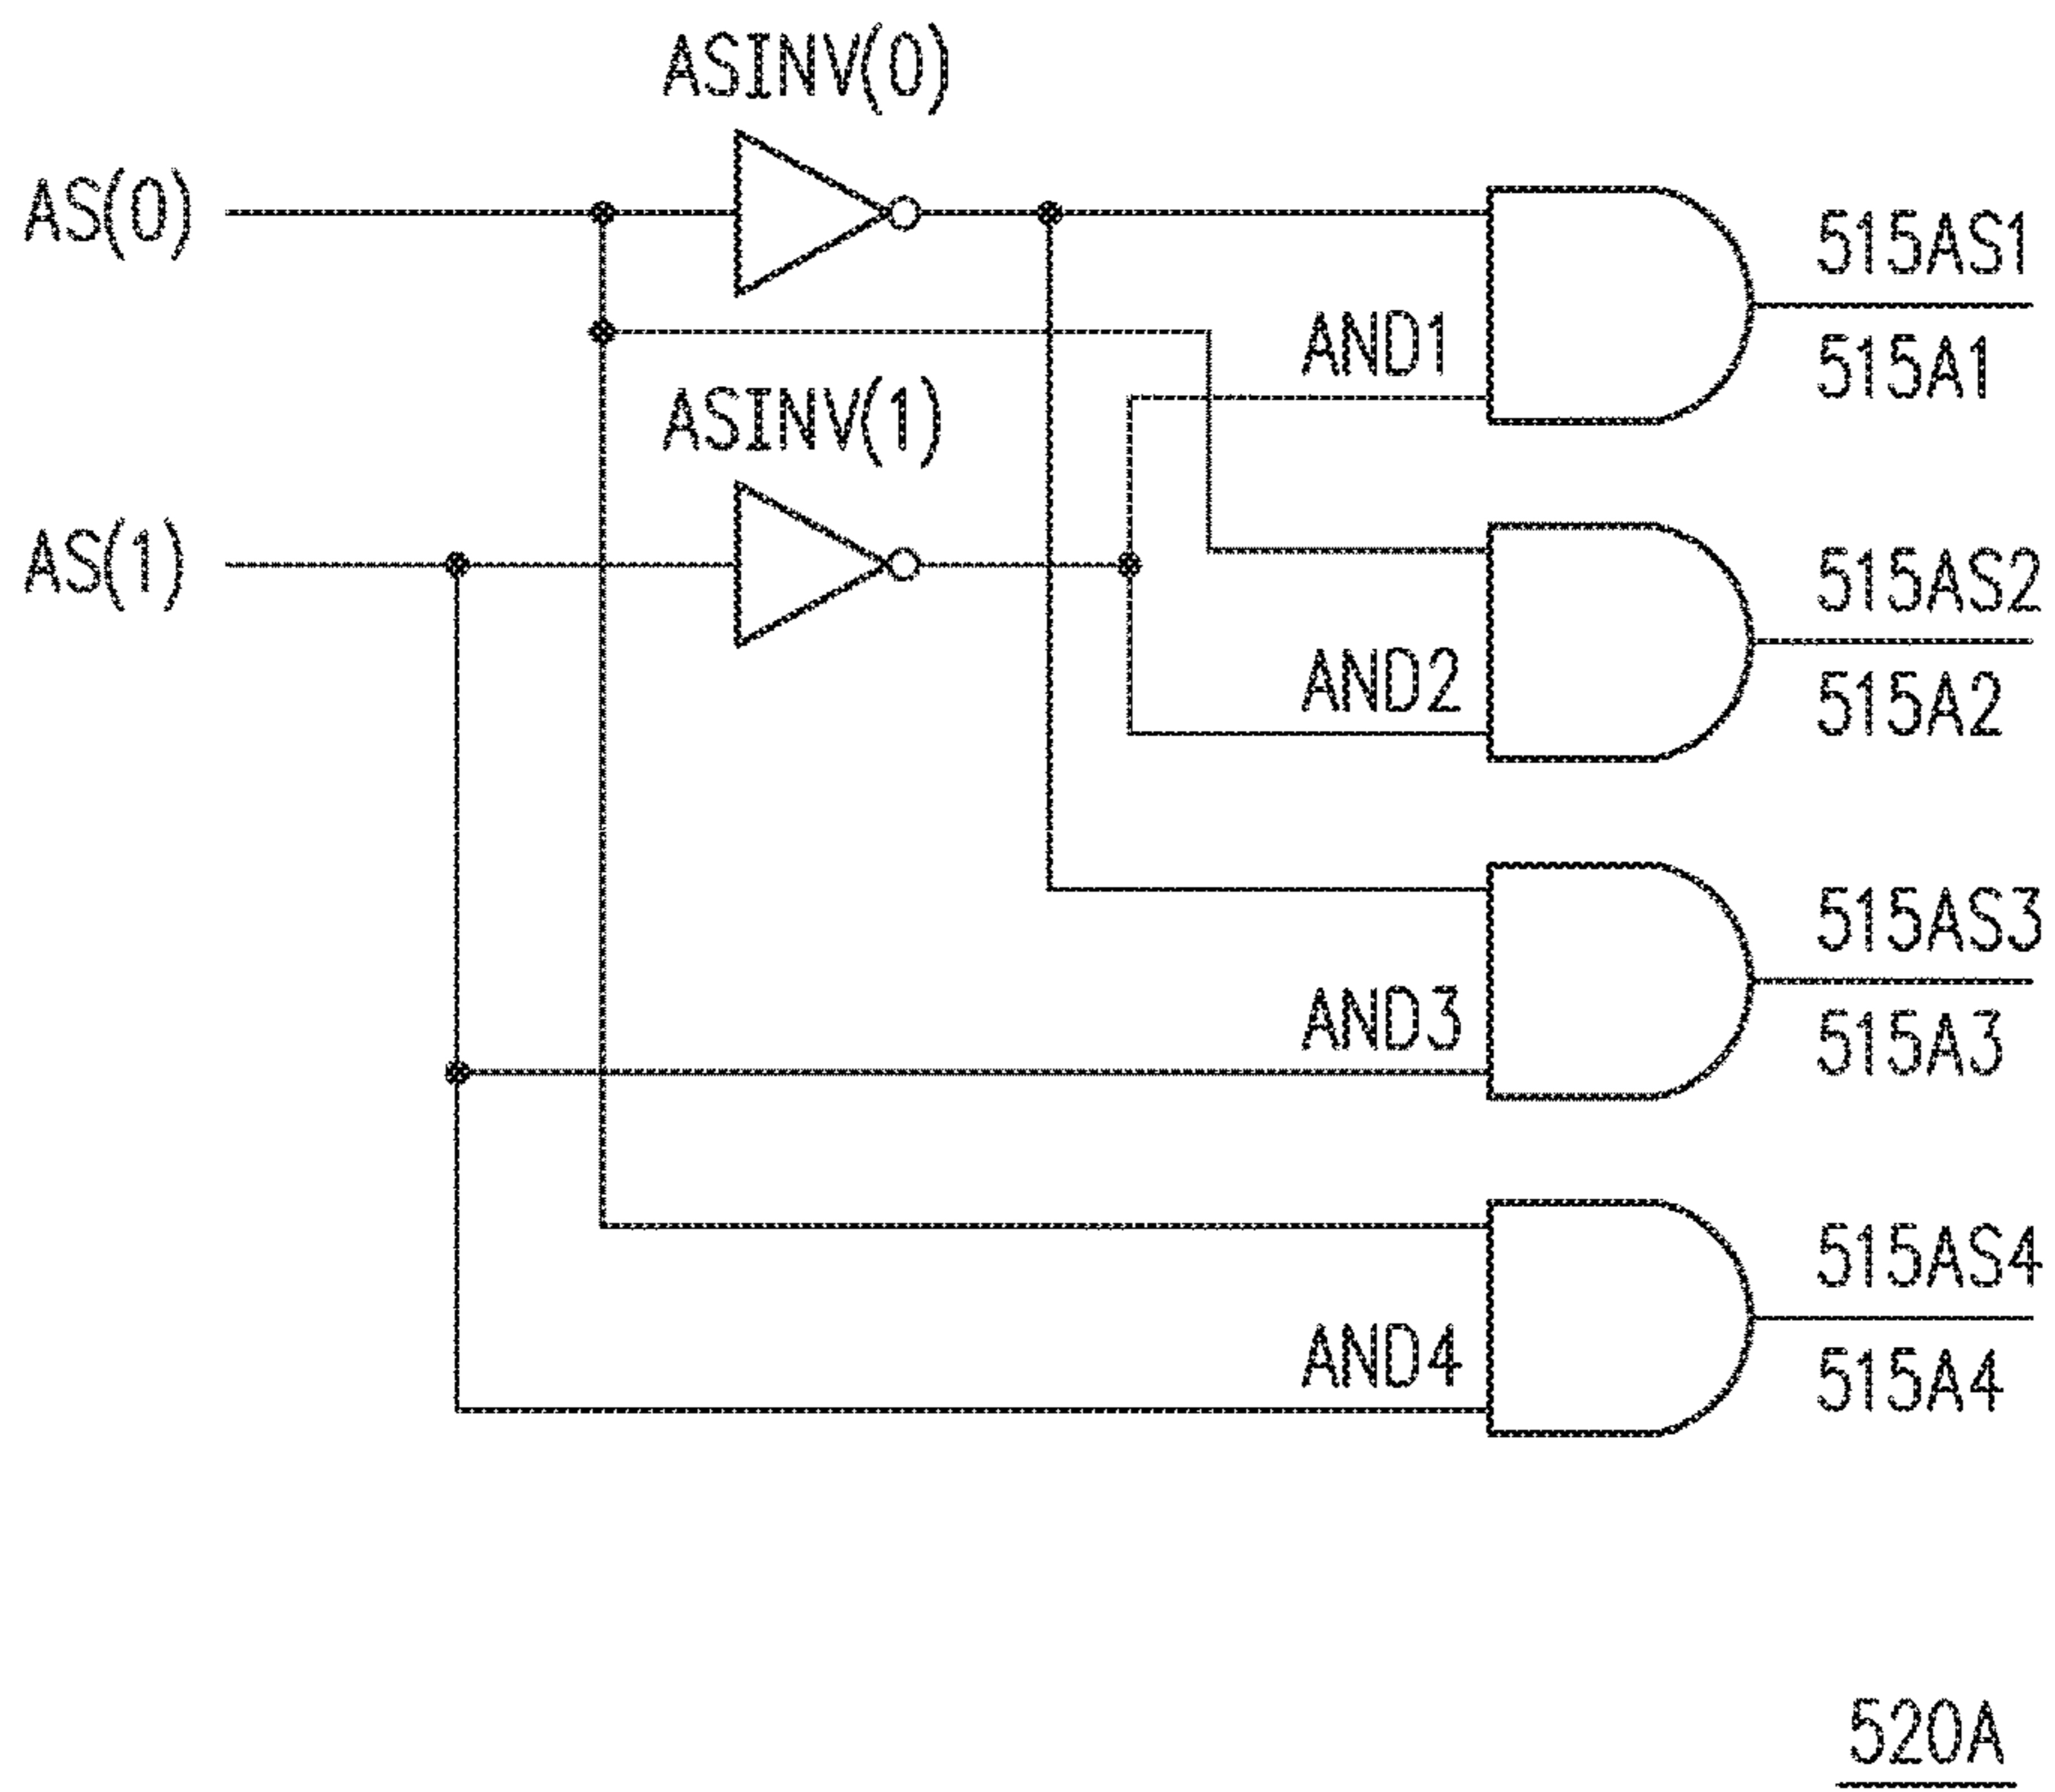 ASINV(0)
AS(0)
515AS1
AND1
515A1
ASINV(1)
AS(1)
515AS2
AND2
515A2
515AS3
AND3
515A3
515AS4
AND4
515A4
520A